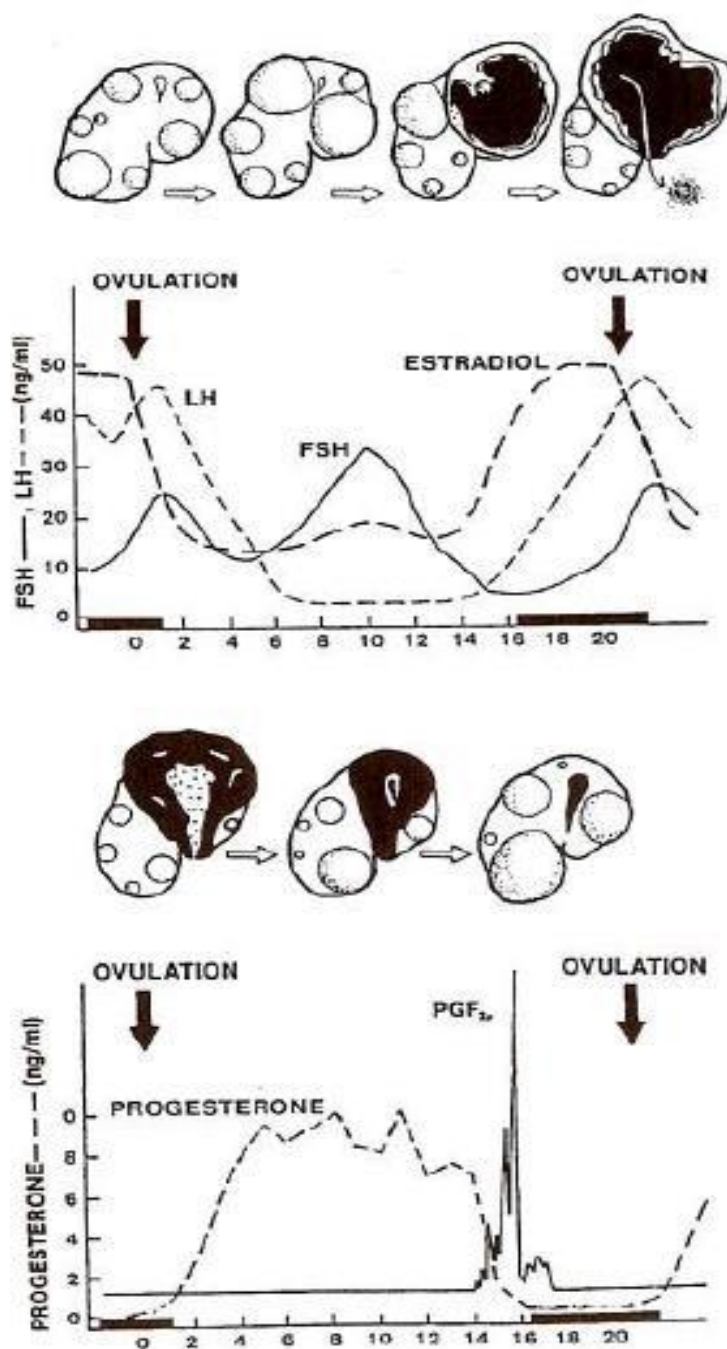 OVULATION
OVULATION
ESTRADIOL
LH
FSH
FSH ——, LH – – – (ng/ml)
50
40
30
20
10
0
0 2 4 6 8 10 12 14 16 18 20
OVULATION
OVULATION
PGF₂ₐ
PROGESTERONE
PROGESTERONE – – – (ng/ml)
0
8
6
4
2
0
0 2 4 6 8 10 12 14 16 18 20